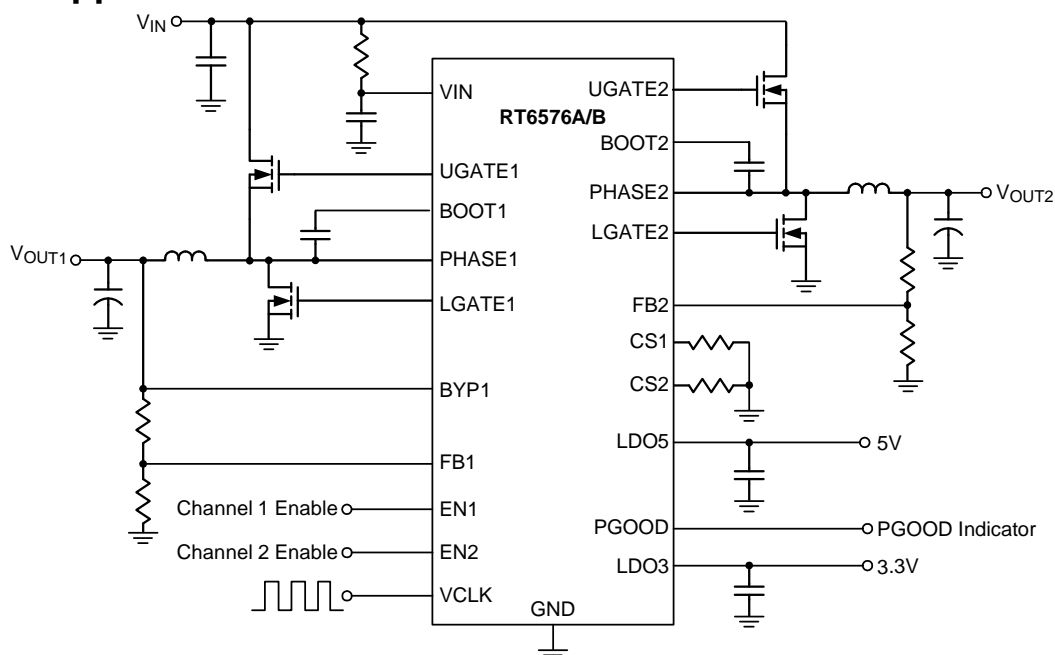 VIN
VIN
RT6576A/B
UGATE2
BOOT2
UGATE1
PHASE2
VOUT2
BOOT1
LGATE2
VOUT1
PHASE1
LGATE1
FB2
CS1
CS2
BYP1
LDO5
5V
FB1
Channel 1 Enable
EN1
PGOOD
PGOOD Indicator
Channel 2 Enable
EN2
LDO3
3.3V
VCLK
GND